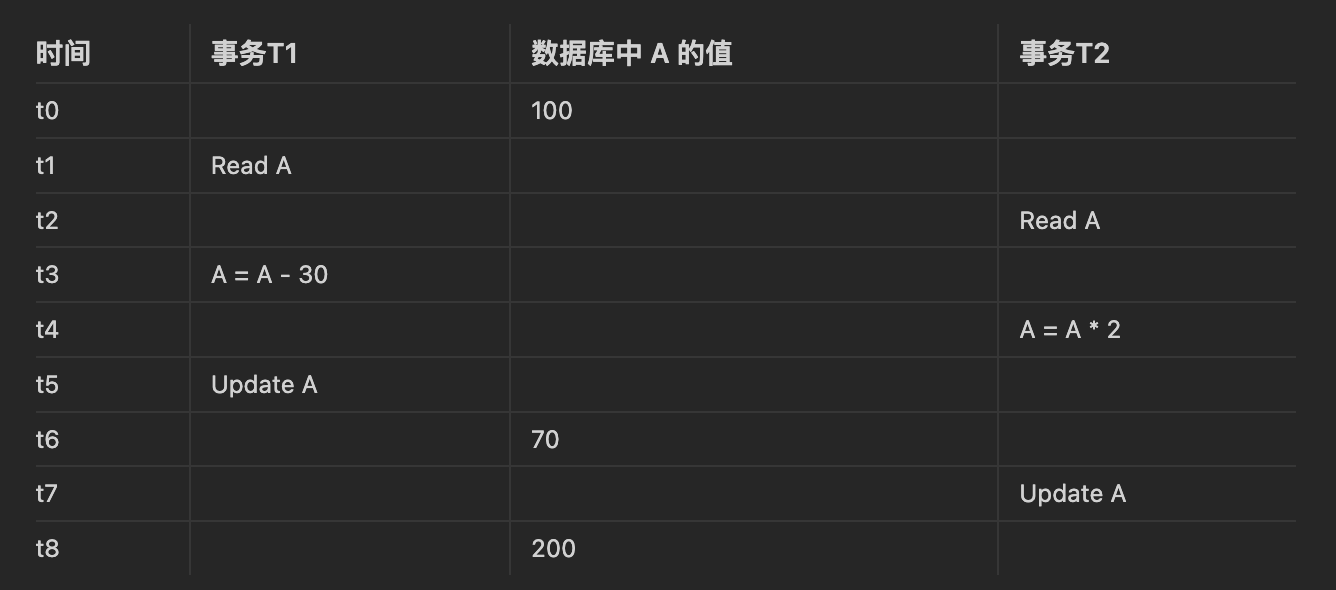 时间 事务T1 数据库中 A 的值 事务T2
t0 100
t1 Read A
t2 Read A
t3 A = A - 30
t4 A = A * 2
t5 Update A
t6 70
t7 Update A
t8 200